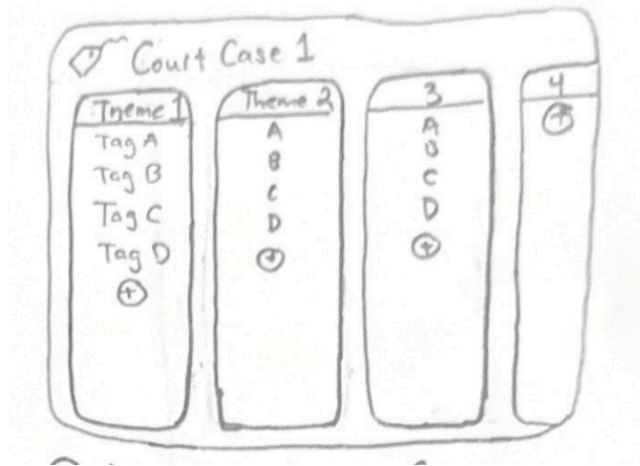 Court Case 1
Theme 1
Tag A
Tag B
Tag C
Tag D
+
Theme 2
A
B
C
D
+
3
A
B
C
D
+
4
+